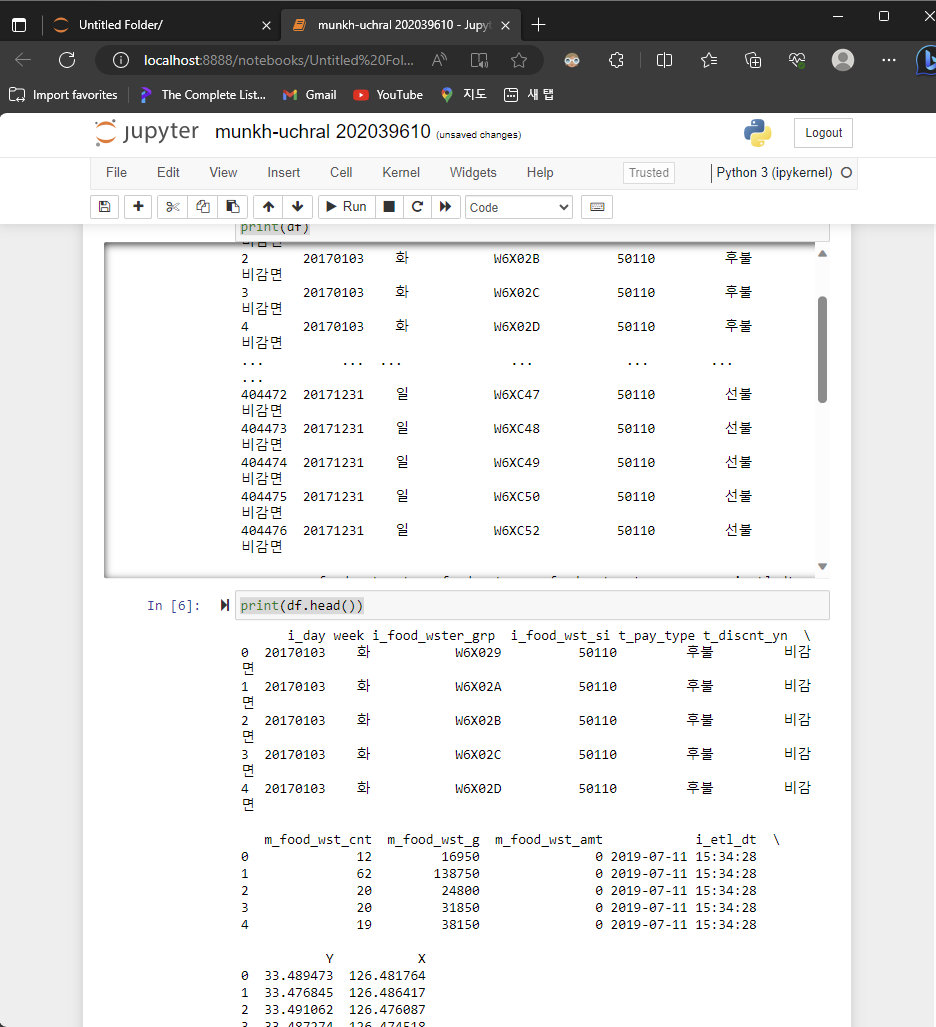 Untitled Folder/
munkh-uchral 202039610 - Jupyt
localhost:8888/notebooks/Untitled%20Fol...
Import favorites
The Complete List...
Gmail
YouTube
지도
새 탭
jupyter munkh-uchral 202039610 (unsaved changes)
Logout
File Edit View Insert Cell Kernel Widgets Help
Trusted
Python 3 (ipykernel)
Run
Code
print(df)
비감면
2 20170103 화 W6X02B 50110 후불
비감면
3 20170103 화 W6X02C 50110 후불
비감면
4 20170103 화 W6X02D 50110 후불
비감면
... ... ... ... ... ...
...
404472 20171231 일 W6XC47 50110 선불
비감면
404473 20171231 일 W6XC48 50110 선불
비감면
404474 20171231 일 W6XC49 50110 선불
비감면
404475 20171231 일 W6XC50 50110 선불
비감면
404476 20171231 일 W6XC52 50110 선불
비감면
In [6]: print(df.head())
i_day week i_food_wster_grp i_food_wst_si t_pay_type t_discnt_yn \
0 20170103 화 W6X029 50110 후불 비감
면
1 20170103 화 W6X02A 50110 후불 비감
면
2 20170103 화 W6X02B 50110 후불 비감
면
3 20170103 화 W6X02C 50110 후불 비감
면
4 20170103 화 W6X02D 50110 후불 비감
면
m_food_wst_cnt m_food_wst_g m_food_wst_amt i_etl_dt \
0 12 16950 0 2019-07-11 15:34:28
1 62 138750 0 2019-07-11 15:34:28
2 20 24800 0 2019-07-11 15:34:28
3 20 31850 0 2019-07-11 15:34:28
4 19 38150 0 2019-07-11 15:34:28
Y X
0 33.489473 126.481764
1 33.476845 126.486417
2 33.491062 126.476087
3 33.487274 126.474518